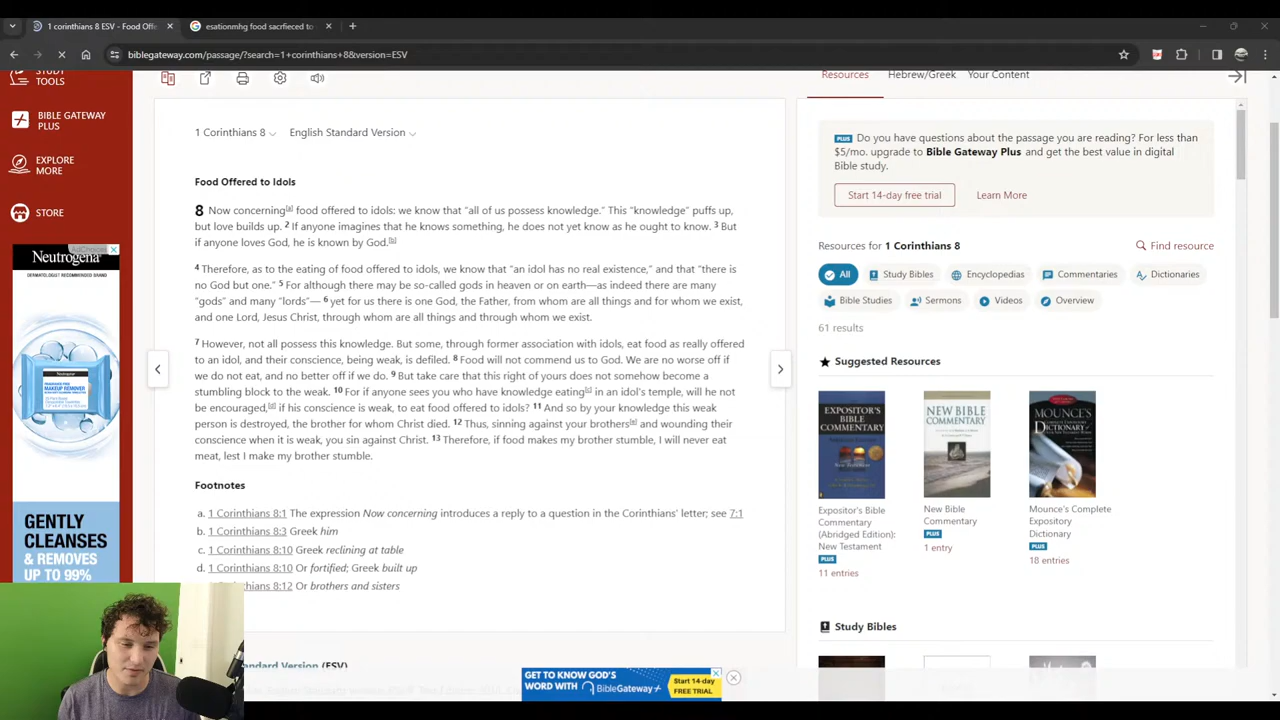 1 corinthians 8 ESV - Food Offe
esationmhg food sacrfieced to
biblegateway.com/passage/?search=1+corinthians+8&version=ESV
STUDY
TOOLS
BIBLE GATEWAY
PLUS
EXPLORE
MORE
STORE
AdChoices
Neutrogena
DERMATOLOGIST RECOMMENDED BRAND
GENTLY
CLEANSES
& REMOVES
UP TO 99%
1 Corinthians 8
English Standard Version
Food Offered to Idols
8 Now concerning[a] food offered to idols: we know that “all of us possess knowledge.” This “knowledge” puffs up,
but love builds up. 2 If anyone imagines that he knows something, he does not yet know as he ought to know. 3 But
if anyone loves God, he is known by God.[b]
4 Therefore, as to the eating of food offered to idols, we know that “an idol has no real existence,” and that “there is
no God but one.” 5 For although there may be so-called gods in heaven or on earth—as indeed there are many
“gods” and many “lords”— 6 yet for us there is one God, the Father, from whom are all things and for whom we exist,
and one Lord, Jesus Christ, through whom are all things and through whom we exist.
7 However, not all possess this knowledge. But some, through former association with idols, eat food as really offered
to an idol, and their conscience, being weak, is defiled. 8 Food will not commend us to God. We are no worse off if
we do not eat, and no better off if we do. 9 But take care that this right of yours does not somehow become a
stumbling block to the weak. 10 For if anyone sees you who have knowledge eating[c] in an idol’s temple, will he not
be encouraged,[d] if his conscience is weak, to eat food offered to idols? 11 And so by your knowledge this weak
person is destroyed, the brother for whom Christ died. 12 Thus, sinning against your brothers[e] and wounding their
conscience when it is weak, you sin against Christ. 13 Therefore, if food makes my brother stumble, I will never eat
meat, lest I make my brother stumble.
Footnotes
a. 1 Corinthians 8:1 The expression Now concerning introduces a reply to a question in the Corinthians’ letter; see 7:1
b. 1 Corinthians 8:3 Greek him
c. 1 Corinthians 8:10 Greek reclining at table
d. 1 Corinthians 8:10 Or fortified; Greek built up
Corinthians 8:12 Or brothers and sisters
Standard Version (ESV)
GET TO KNOW GOD'S
WORD WITH BibleGateway+
Start 14-day
FREE TRIAL
Resources
Hebrew/Greek
Your Content
PLUS Do you have questions about the passage you are reading? For less than
$5/mo. upgrade to Bible Gateway Plus and get the best value in digital
Bible study.
Start 14-day free trial
Learn More
Resources for 1 Corinthians 8
Find resource
All
Study Bibles
Encyclopedias
Commentaries
Dictionaries
Bible Studies
Sermons
Videos
Overview
61 results
Suggested Resources
EXPOSITOR'S
BIBLE
COMMENTARY
NEW BIBLE
COMMENTARY
MOUNCE'S
DICTIONARY
Expositor's Bible
Commentary
(Abridged Edition):
New Testament
PLUS
11 entries
New Bible
Commentary
PLUS
1 entry
Mounce's Complete
Expository
Dictionary
PLUS
18 entries
Study Bibles